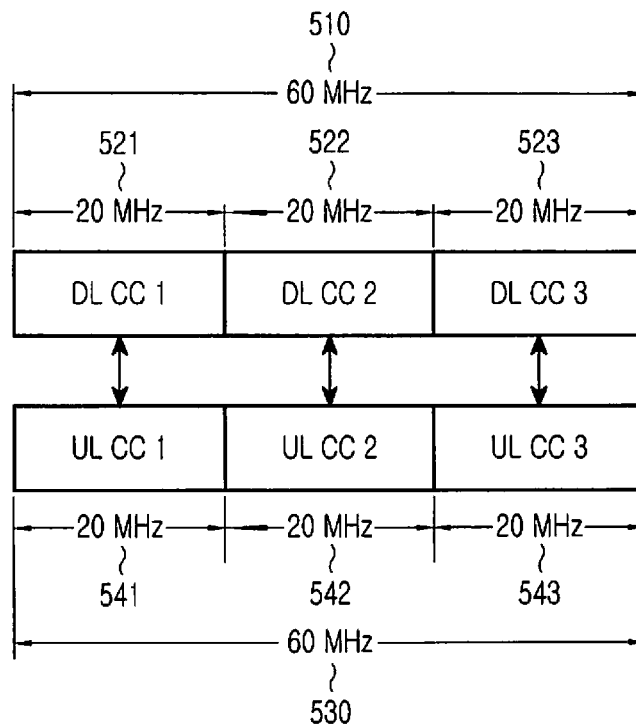 510
60 MHz
521 522 523
20 MHz 20 MHz 20 MHz
DL CC 1 DL CC 2 DL CC 3
UL CC 1 UL CC 2 UL CC 3
20 MHz 20 MHz 20 MHz
541 542 543
60 MHz
530